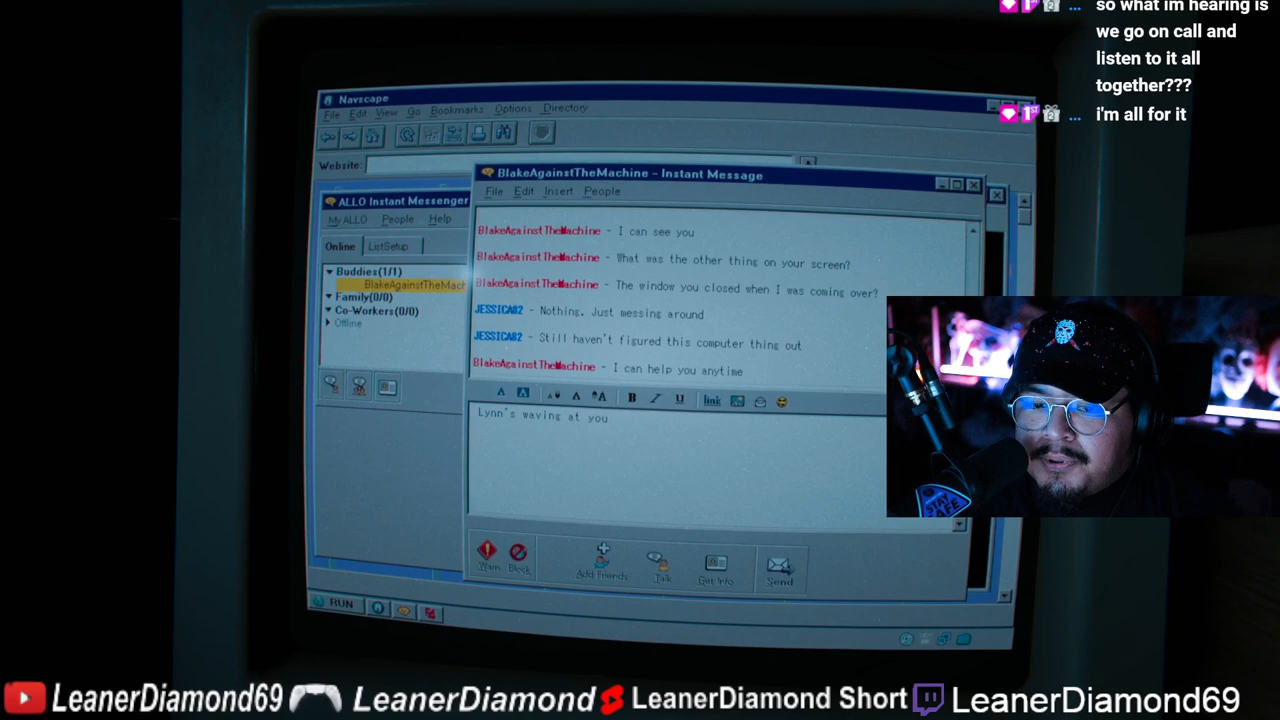 so what im hearing is
we go on call and
listen to it all
together???
i'm all for it
Navscape
File Edit View Go Bookmarks Options Directory
Website:
ALLO Instant Messenger
My ALLO People Help
Online List Setup
Buddies(1/1)
BlakeAgainstTheMach
Family(0/0)
Co-Workers(0/0)
Offline
BlakeAgainstTheMachine - Instant Message
File Edit Insert People
BlakeAgainstTheMachine - I can see you
BlakeAgainstTheMachine - What was the other thing on your screen?
BlakeAgainstTheMachine - The window you closed when I was coming over?
JESSICA82 - Nothing. Just messing around
JESSICA82 - Still haven't figured this computer thing out
BlakeAgainstTheMachine - I can help you anytime
A A A A A B I U link
Lynn's waving at you
Warn Block Add Friends Talk Get Info Send
RUN
STAY SAFE
LeanerDiamond69 LeanerDiamond LeanerDiamond Short LeanerDiamond69